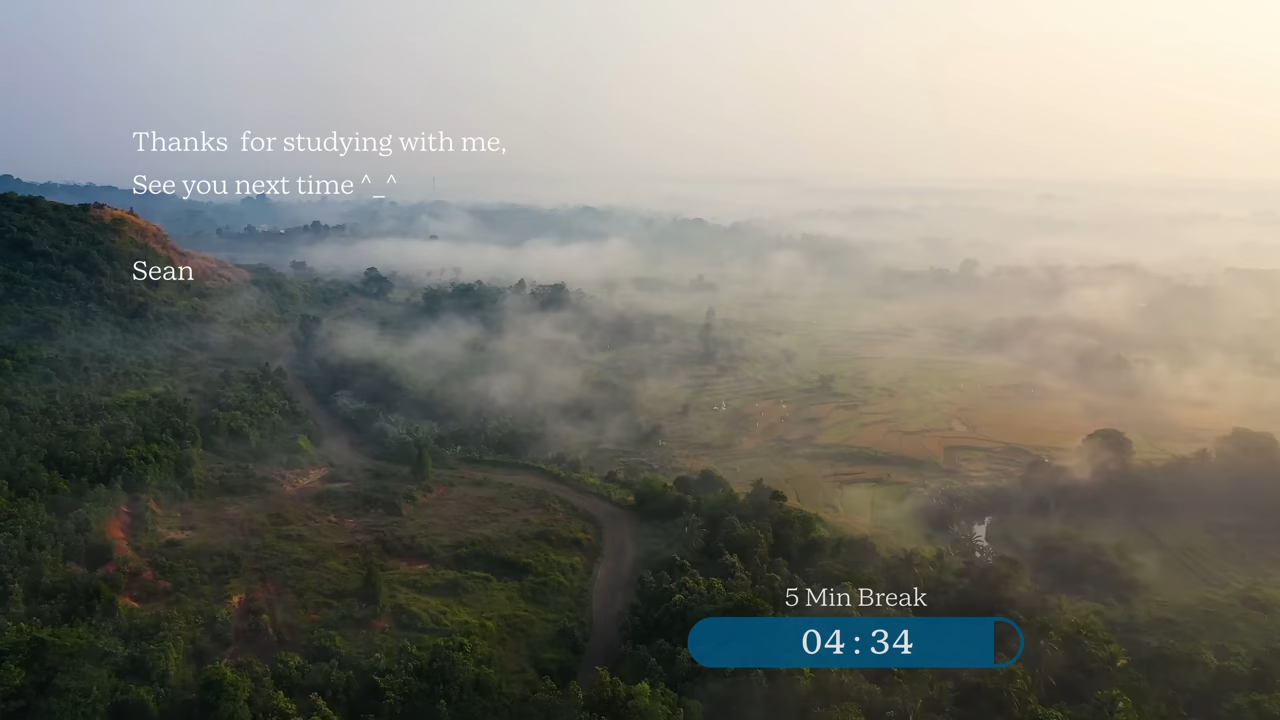 Thanks  for studying with me,
See you next time ^_^
Sean
5 Min Break
04 : 34